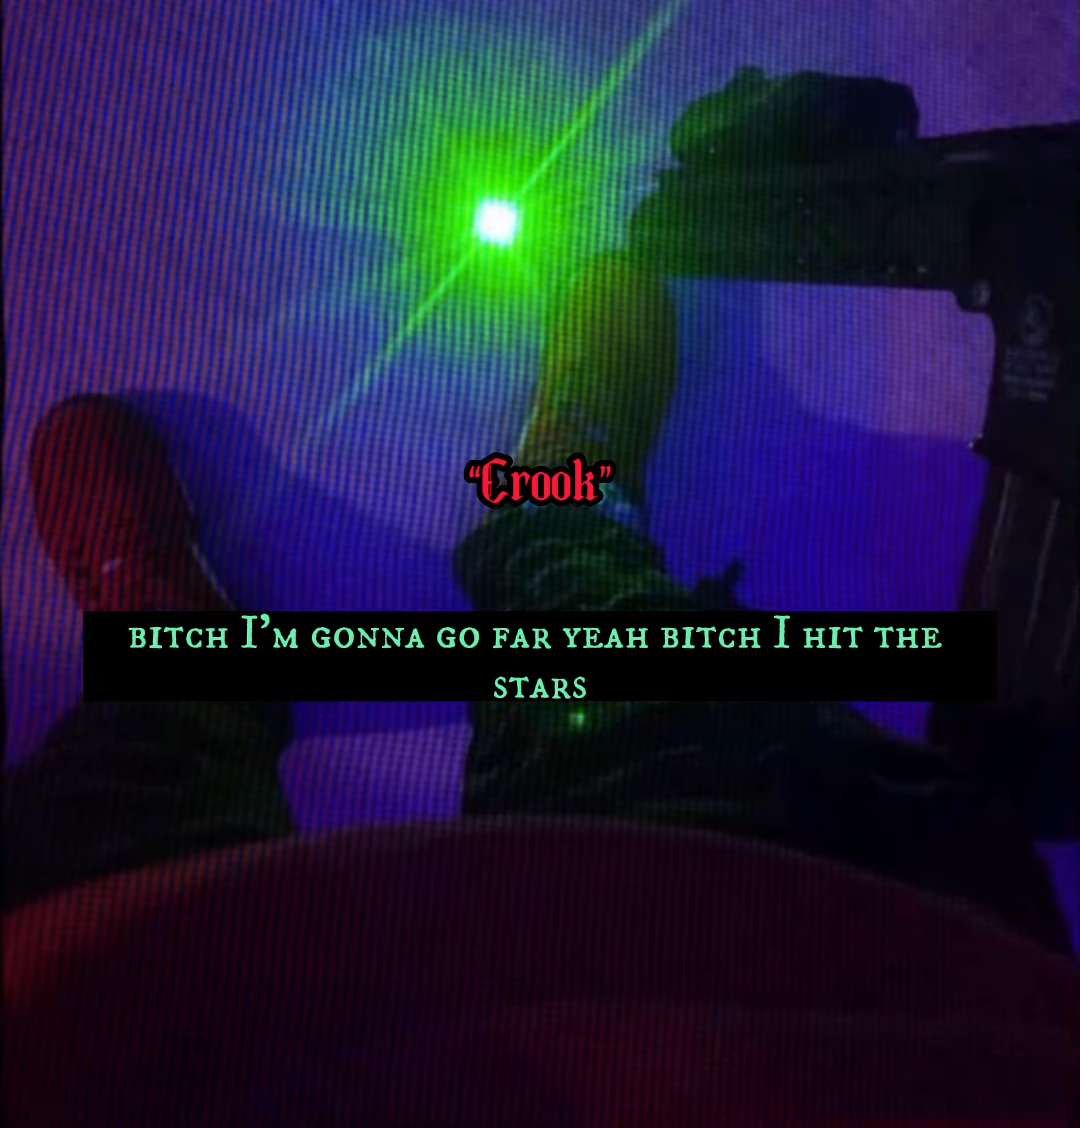 “Crook”
bitch I’m gonna go far yeah bitch I hit the
stars